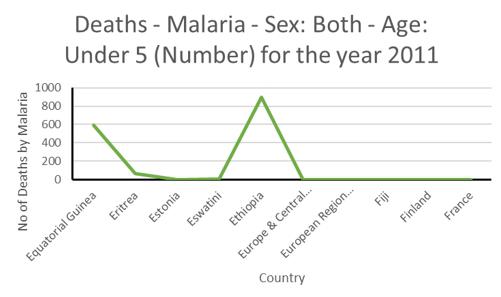 Deaths - Malaria - Sex: Both - Age:
Under 5 (Number) for the year 2011
No of Deaths by Malaria
1000
800
600
400
200
0
Equatorial Guinea
Eritrea
Estonia
Eswatini
Ethiopia
Europe & Central...
European Region...
Fiji
Finland
France
Country